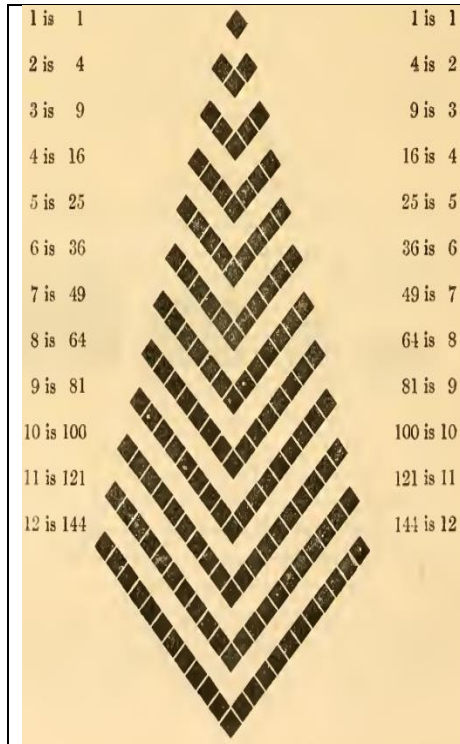 1 is 1 1 is 1
2 is 4 4 is 2
3 is 9 9 is 3
4 is 16 16 is 4
5 is 25 25 is 5
6 is 36 36 is 6
7 is 49 49 is 7
8 is 64 64 is 8
9 is 81 81 is 9
10 is 100 100 is 10
11 is 121 121 is 11
12 is 144 144 is 12